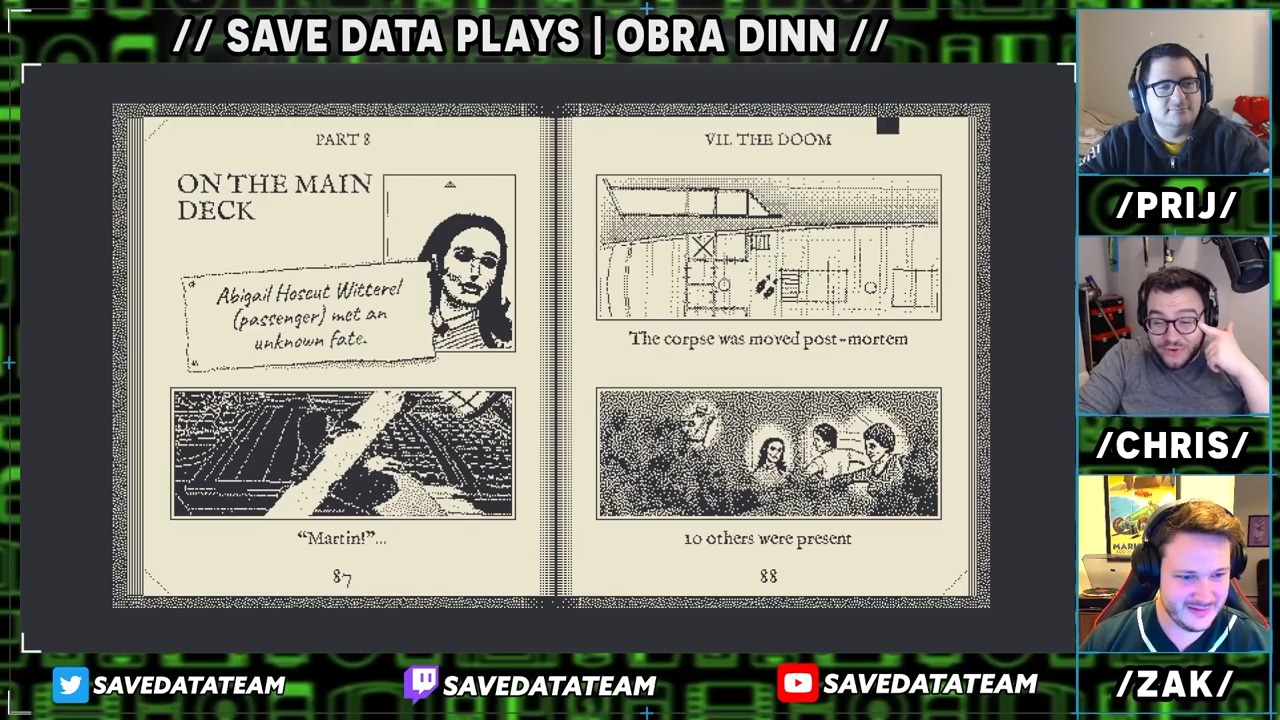 // SAVE DATA PLAYS | OBRA DINN //
PART 8
ON THE MAIN
DECK
Abigail Hoscut Witterel
(passenger) met an
unknown fate.
"Martin!"...
87
VII. THE DOOM
The corpse was moved post-mortem
10 others were present
88
/PRIJ/
/CHRIS/
MARIO
/ZAK/
SAVEDATATEAM
SAVEDATATEAM
SAVEDATATEAM